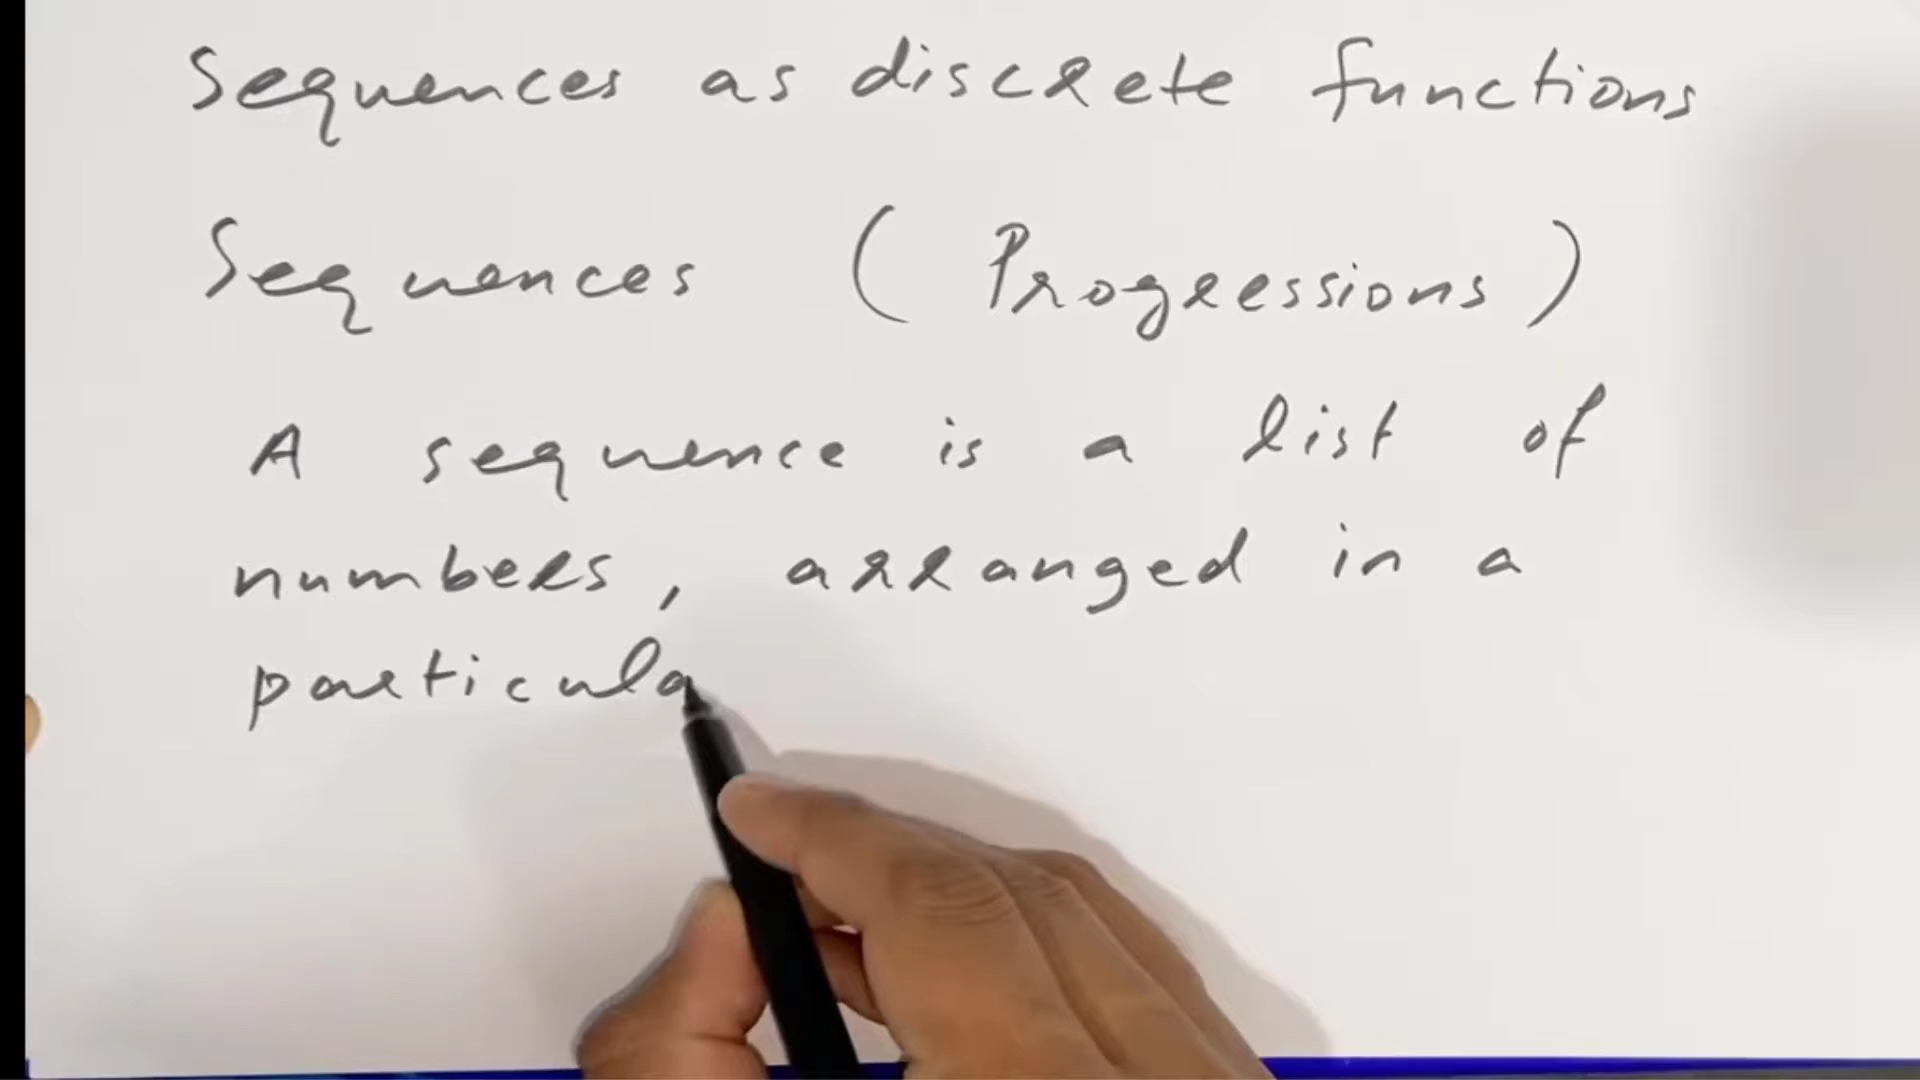 Sequences as discrete functions
Sequences ( Progressions )
A sequence is a list of
numbers, arranged in a
particula